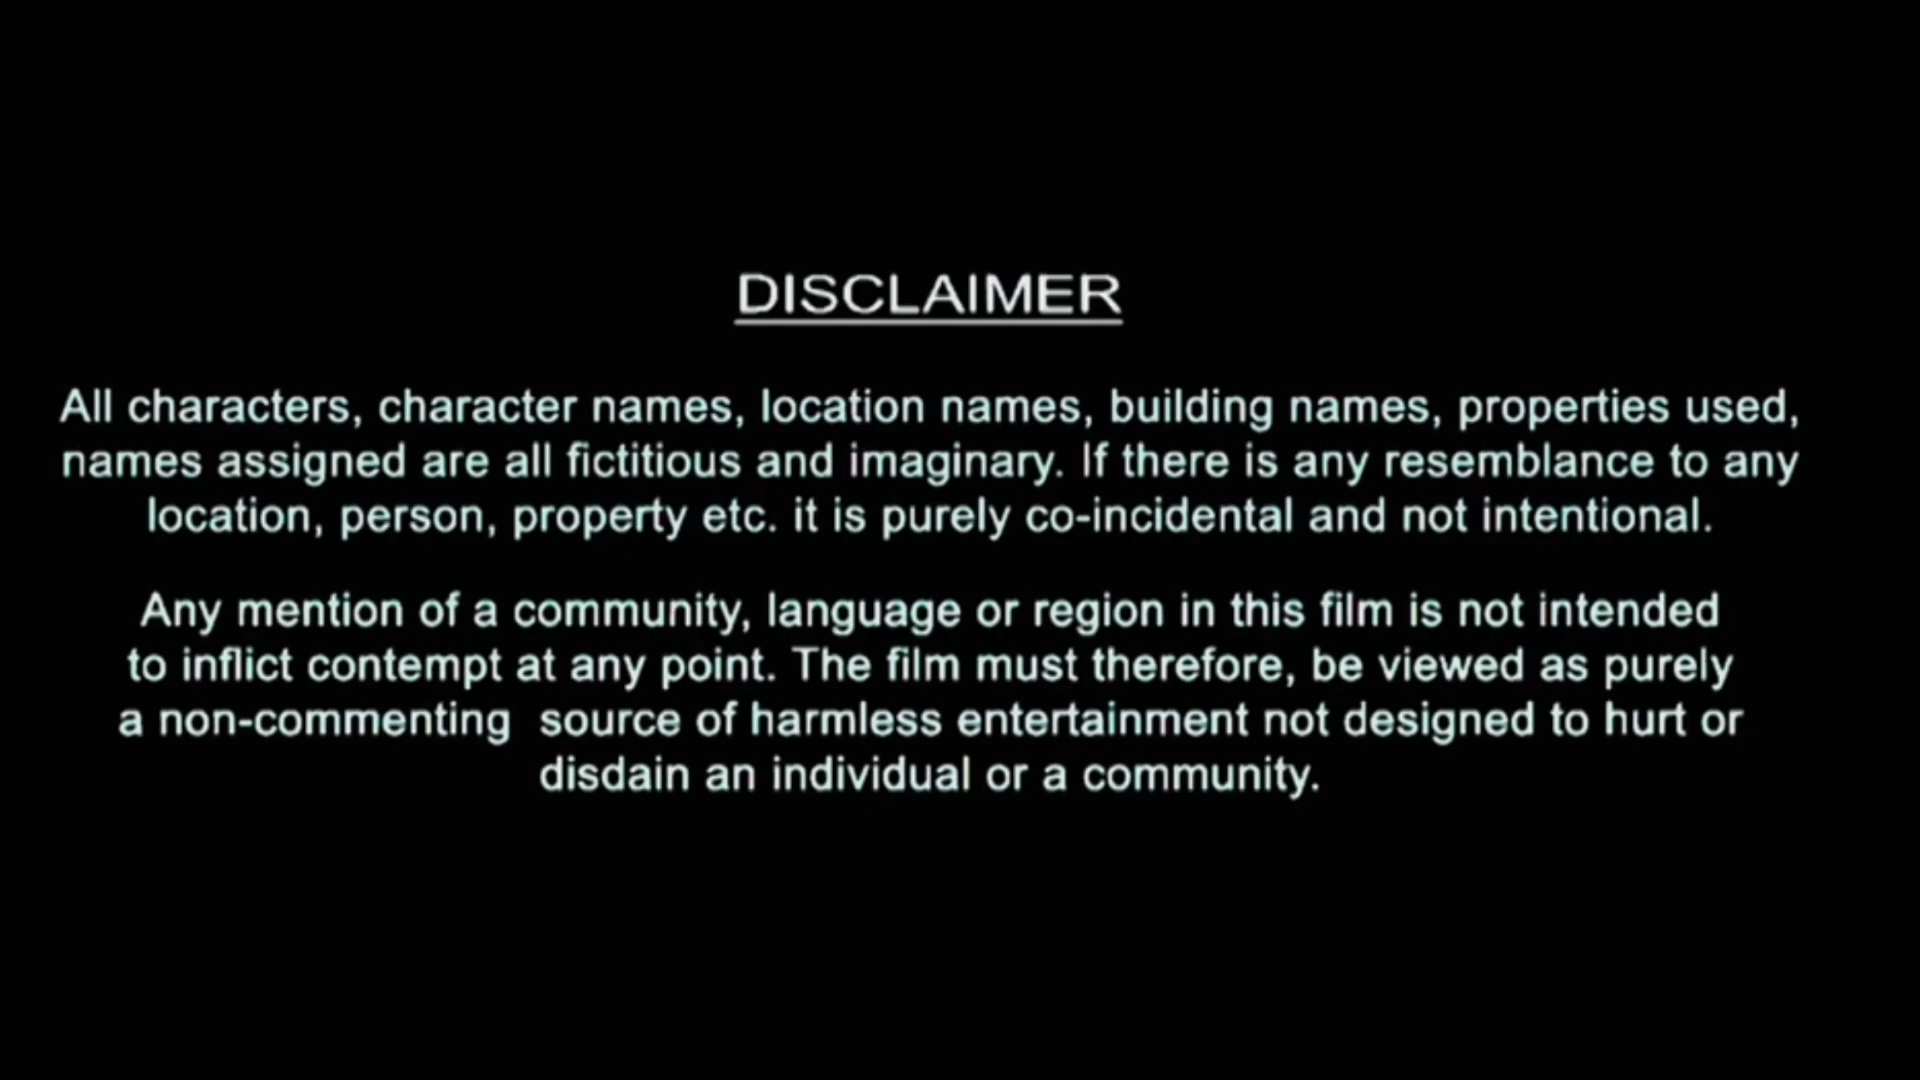 DISCLAIMER
All characters, character names, location names, building names, properties used,
names assigned are all fictitious and imaginary. If there is any resemblance to any
location, person, property etc. it is purely co-incidental and not intentional.
Any mention of a community, language or region in this film is not intended
to inflict contempt at any point. The film must therefore, be viewed as purely
a non-commenting  source of harmless entertainment not designed to hurt or
disdain an individual or a community.